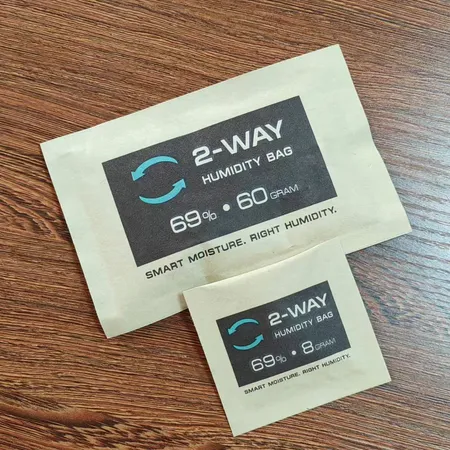 2-WAY
HUMIDITY BAG
69% • 60 GRAM
SMART MOISTURE. RIGHT HUMIDITY.
2-WAY
HUMIDITY BAG
69% • 8 GRAM
SMART MOISTURE. RIGHT HUMIDITY.